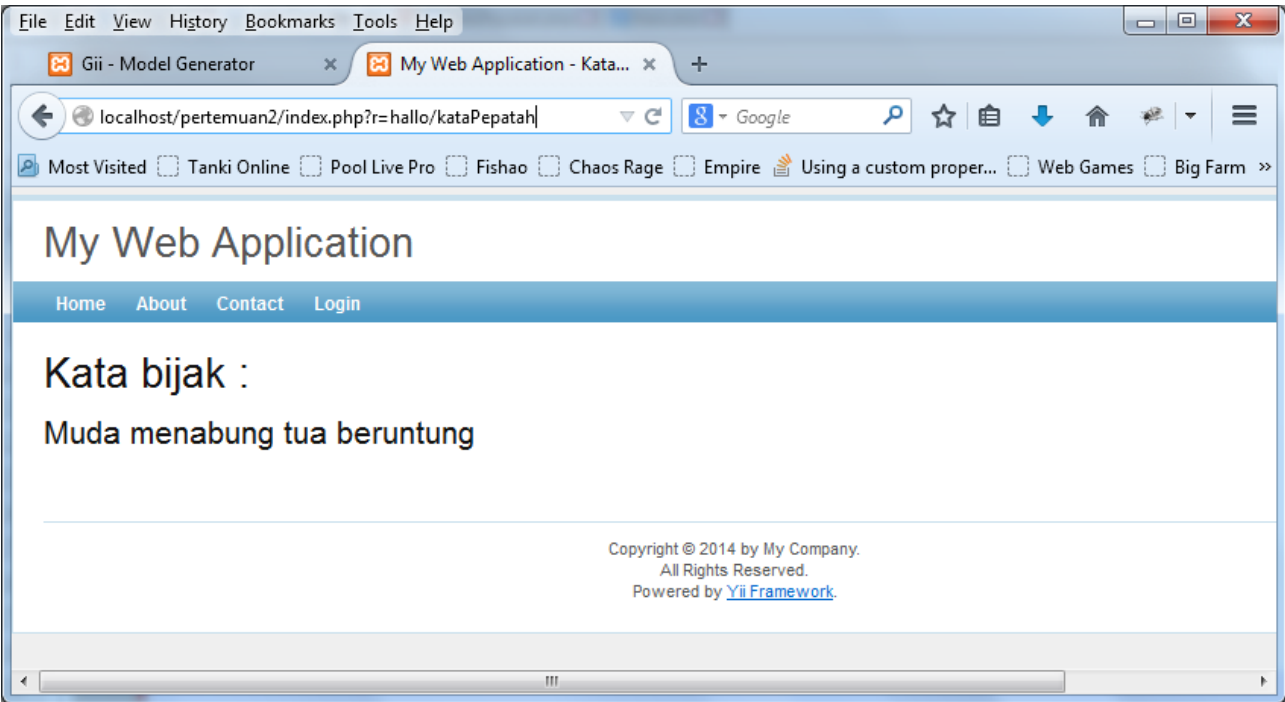 File Edit View History Bookmarks Tools Help
Gii - Model Generator My Web Application - Kata...
localhost/pertemuan2/index.php?r=hallo/kataPepatah Google
Most Visited Tanki Online Pool Live Pro Fishao Chaos Rage Empire Using a custom proper... Web Games Big Farm »
My Web Application
Home About Contact Login
Kata bijak :
Muda menabung tua beruntung
Copyright © 2014 by My Company.
All Rights Reserved.
Powered by Yii Framework.